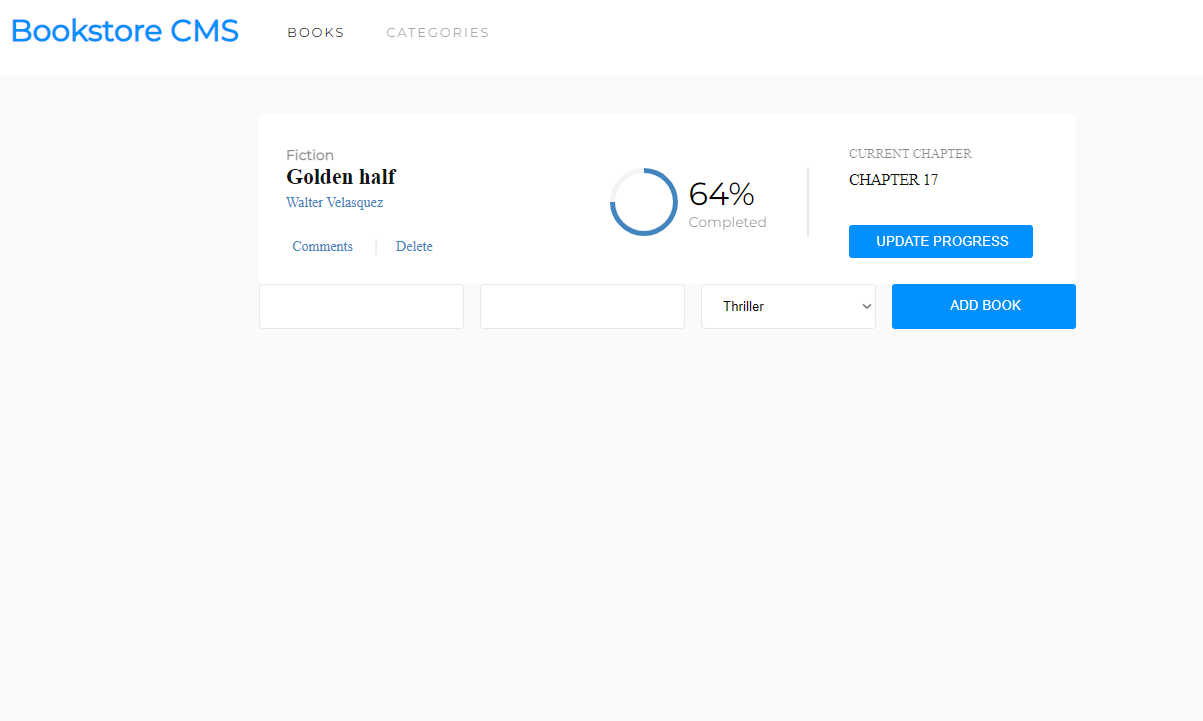 Bookstore CMS
BOOKS
CATEGORIES
Fiction
Golden half
Walter Velasquez
Comments
Delete
64%
Completed
CURRENT CHAPTER
CHAPTER 17
UPDATE PROGRESS
Thriller
ADD BOOK